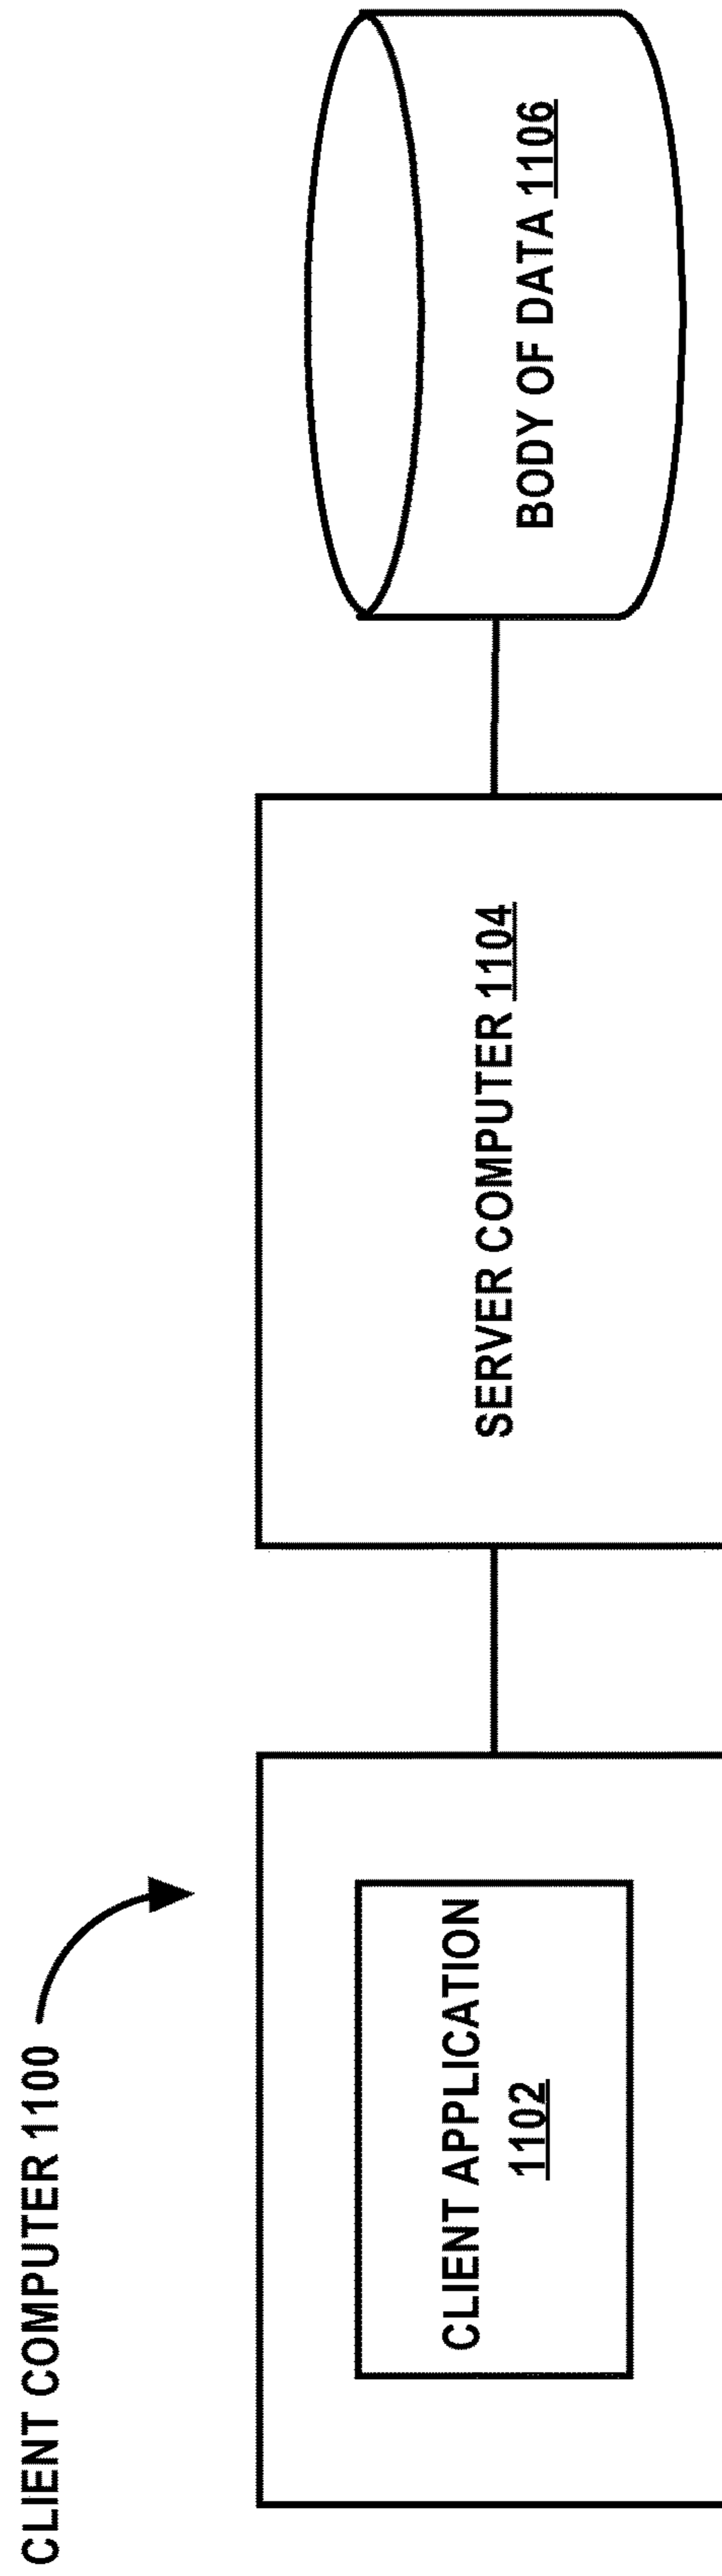 CLIENT COMPUTER 1100
CLIENT APPLICATION
1102
SERVER COMPUTER 1104
BODY OF DATA 1106